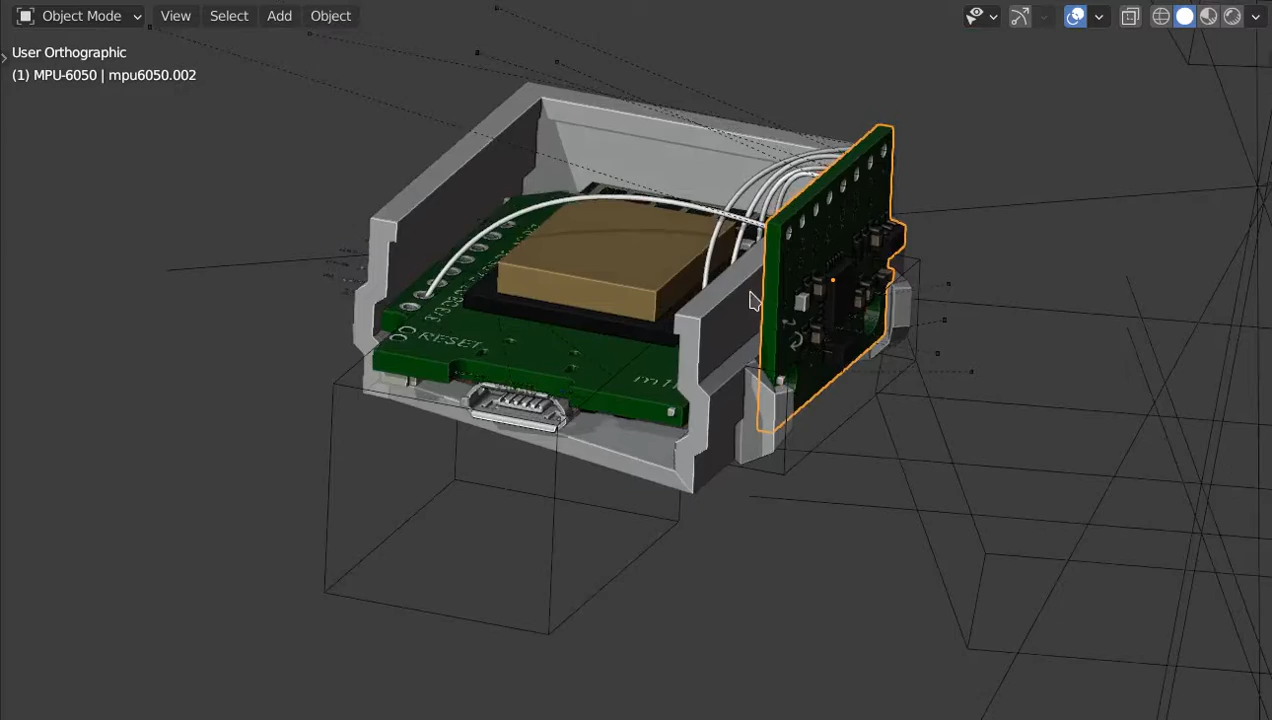 Object Mode View Select Add Object
User Orthographic
(1) MPU-6050 | mpu6050.002
RESET